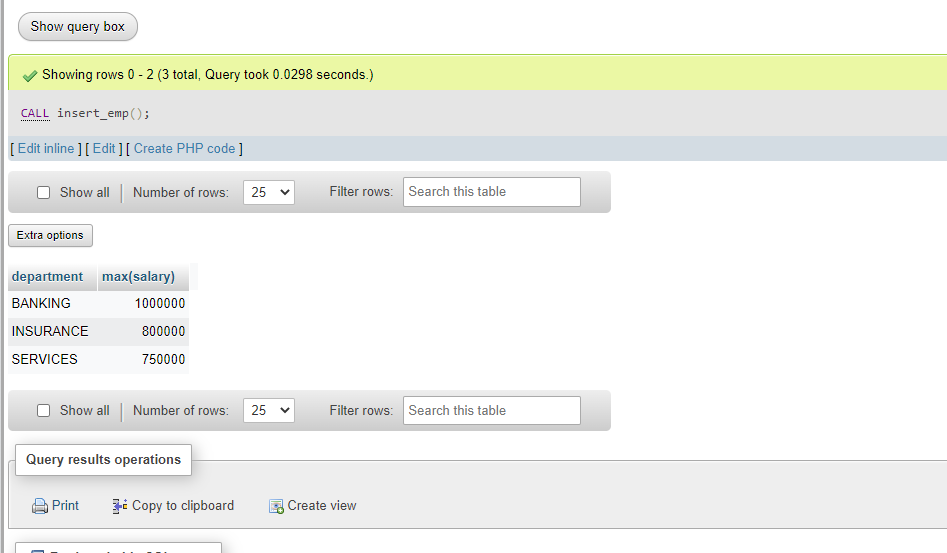 Show query box
Showing rows 0 - 2 (3 total, Query took 0.0298 seconds.)
CALL insert_emp();
[ Edit inline ] [ Edit ] [ Create PHP code ]
Show all | Number of rows: 25 Filter rows: Search this table
Extra options
department max(salary)
BANKING 1000000
INSURANCE 800000
SERVICES 750000
Show all | Number of rows: 25 Filter rows: Search this table
Query results operations
Print Copy to clipboard Create view